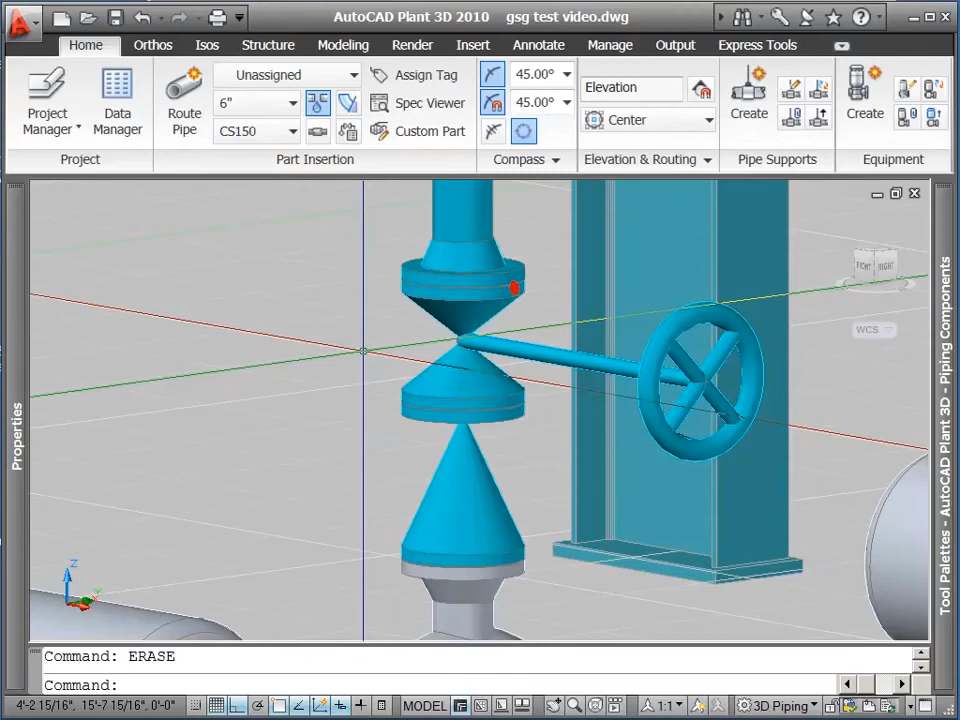 AutoCAD Plant 3D 2010 gsg test video.dwg
Home Orthos Isos Structure Modeling Render Insert Annotate Manage Output Express Tools
Project Manager
Data Manager
Route Pipe
Unassigned
6"
CS150
Assign Tag
Spec Viewer
Custom Part
45.00°
45.00°
Elevation
Center
Create
Create
Project Part Insertion Compass Elevation & Routing Pipe Supports Equipment
FRONT RIGHT
WCS
Properties
Tool Palettes - AutoCAD Plant 3D - Piping Components
Z
Command: ERASE
Command:
4'-2 15/16", 15'-7 15/16", 0'-0" MODEL 1:1 3D Piping